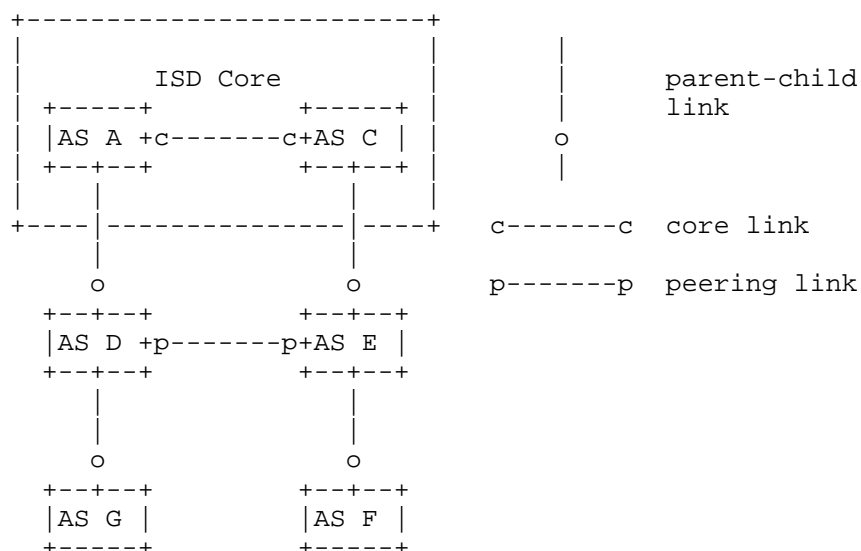 ISD Core
parent-child
link
AS A c c AS C
o
c c core link
o o p p peering link
AS D p p AS E
o o
AS G AS F